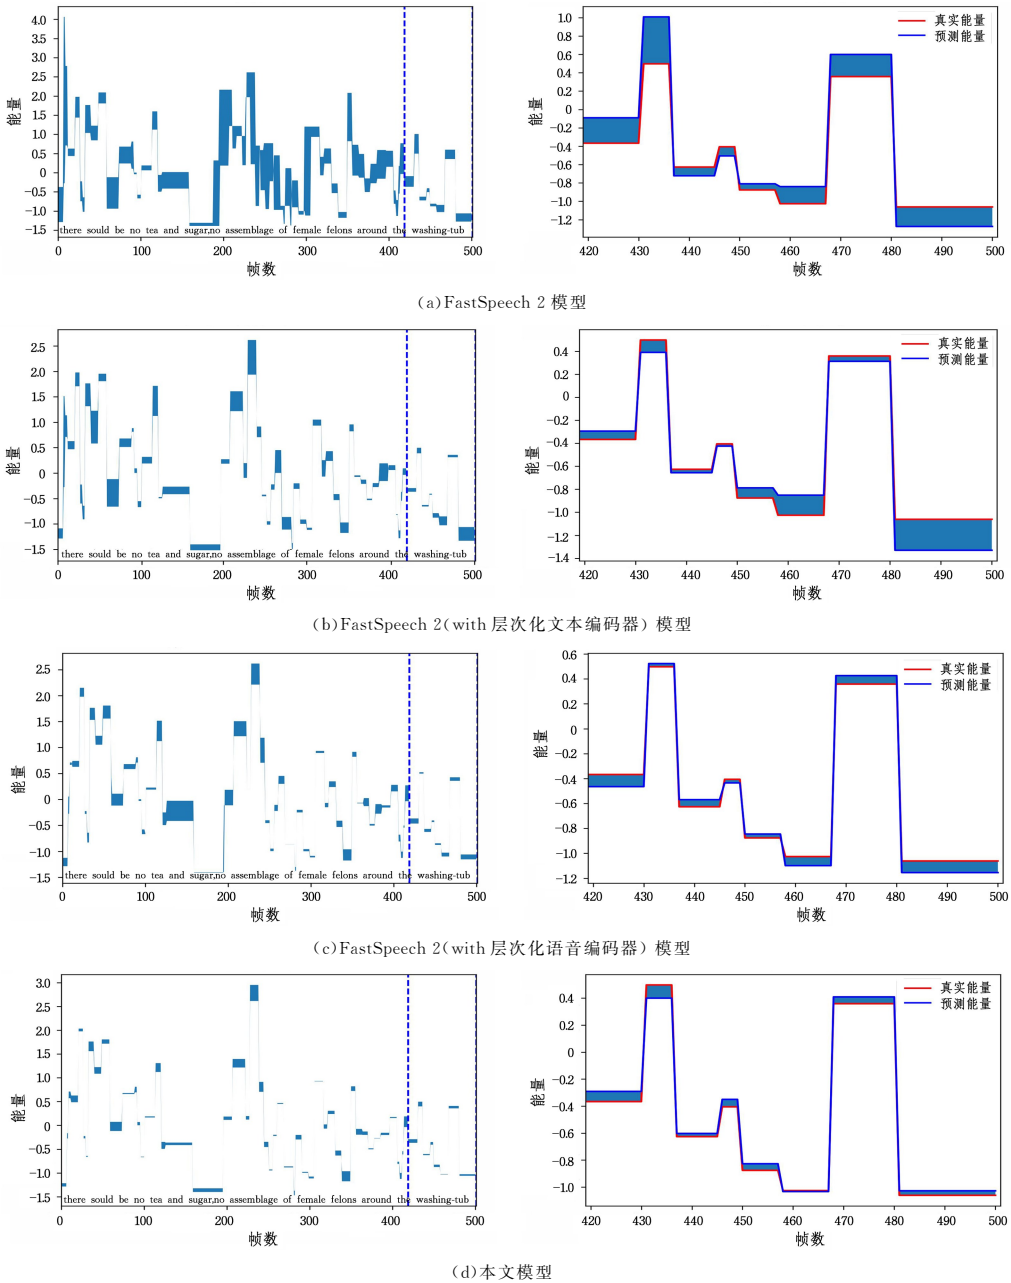 4.0
3.5
3.0
2.5
2.0
1.5
1.0
0.5
0
−0.5
−1.0
−1.5
能量
there sould be no tea and sugar,no assemblage of female felons around the washing-tub
0 100 200 300 400 500
帧数
1.0
0.8
0.6
0.4
0.2
0
−0.2
−0.4
−0.6
−0.8
−1.0
−1.2
能量
真实能量
预测能量
420 430 440 450 460 470 480 490 500
帧数
(a)FastSpeech 2 模型
2.5
2.0
1.5
1.0
0.5
0
−0.5
−1.0
−1.5
能量
there sould be no tea and sugar,no assemblage of female felons around the washing-tub
0 100 200 300 400 500
帧数
0.4
0.2
0
−0.2
−0.4
−0.6
−0.8
−1.0
−1.2
−1.4
能量
真实能量
预测能量
420 430 440 450 460 470 480 490 500
帧数
(b)FastSpeech 2(with 层次化文本编码器) 模型
2.5
2.0
1.5
1.0
0.5
0
−0.5
−1.0
−1.5
能量
there sould be no tea and sugar,no assemblage of female felons around the washing-tub
0 100 200 300 400 500
帧数
0.6
0.4
0.2
0
−0.2
−0.4
−0.6
−0.8
−1.0
−1.2
能量
真实能量
预测能量
420 430 440 450 460 470 480 490 500
帧数
(c)FastSpeech 2(with 层次化语音编码器) 模型
3.0
2.5
2.0
1.5
1.0
0.5
0
−0.5
−1.0
−1.5
能量
there sould be no tea and sugar,no assemblage of female felons around the washing-tub
0 100 200 300 400 500
帧数
0.4
0.2
0
−0.2
−0.4
−0.6
−0.8
−1.0
能量
真实能量
预测能量
420 430 440 450 460 470 480 490 500
帧数
(d)本文模型